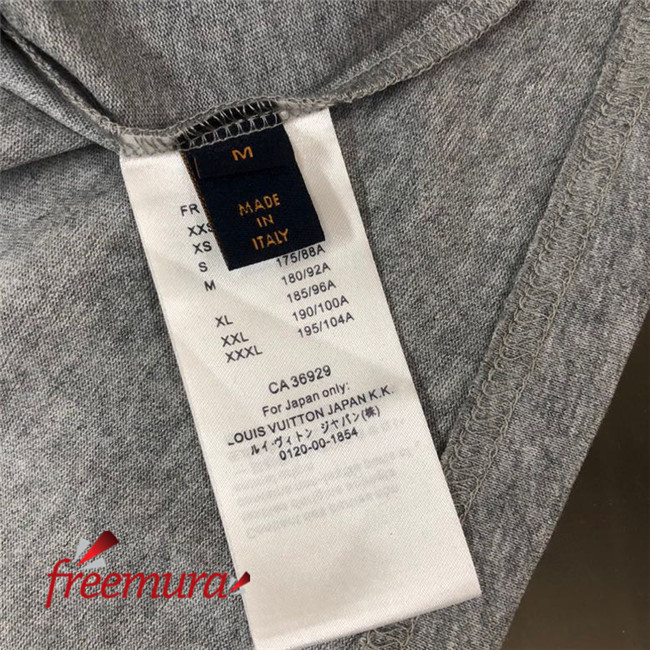 M
MADE
IN
ITALY
FR
XXS
XS
S 175/88A
M 180/92A
185/96A
XL 190/100A
XXL 195/104A
XXXL
CA 36929
For Japan only:
LOUIS VUITTON JAPAN K.K.
ルイ・ヴィトン ジャパン(株)
0120-00-1854
freemura